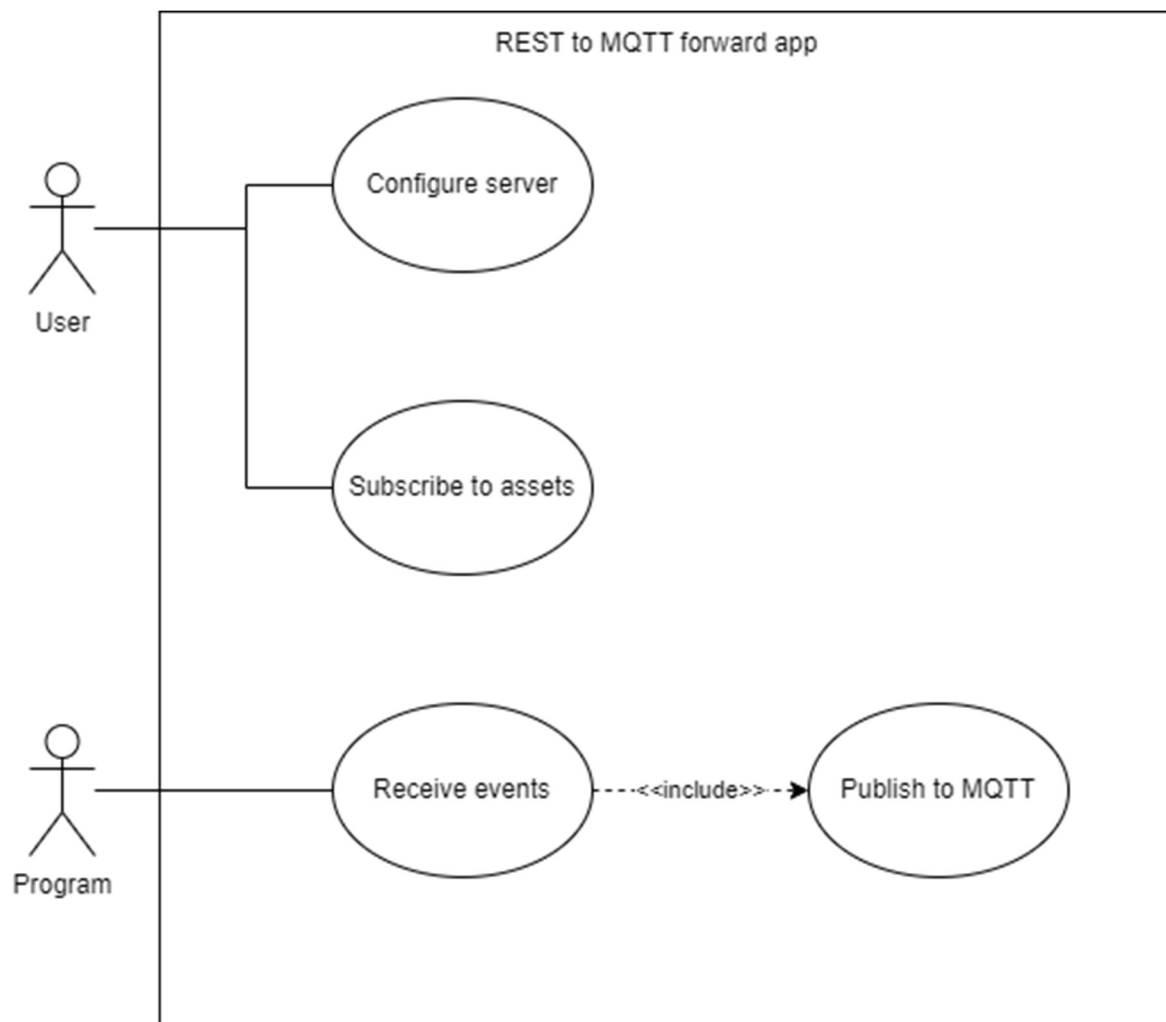 REST to MQTT forward app
Configure server
User
Subscribe to assets
Receive events
<<include>>
Publish to MQTT
Program